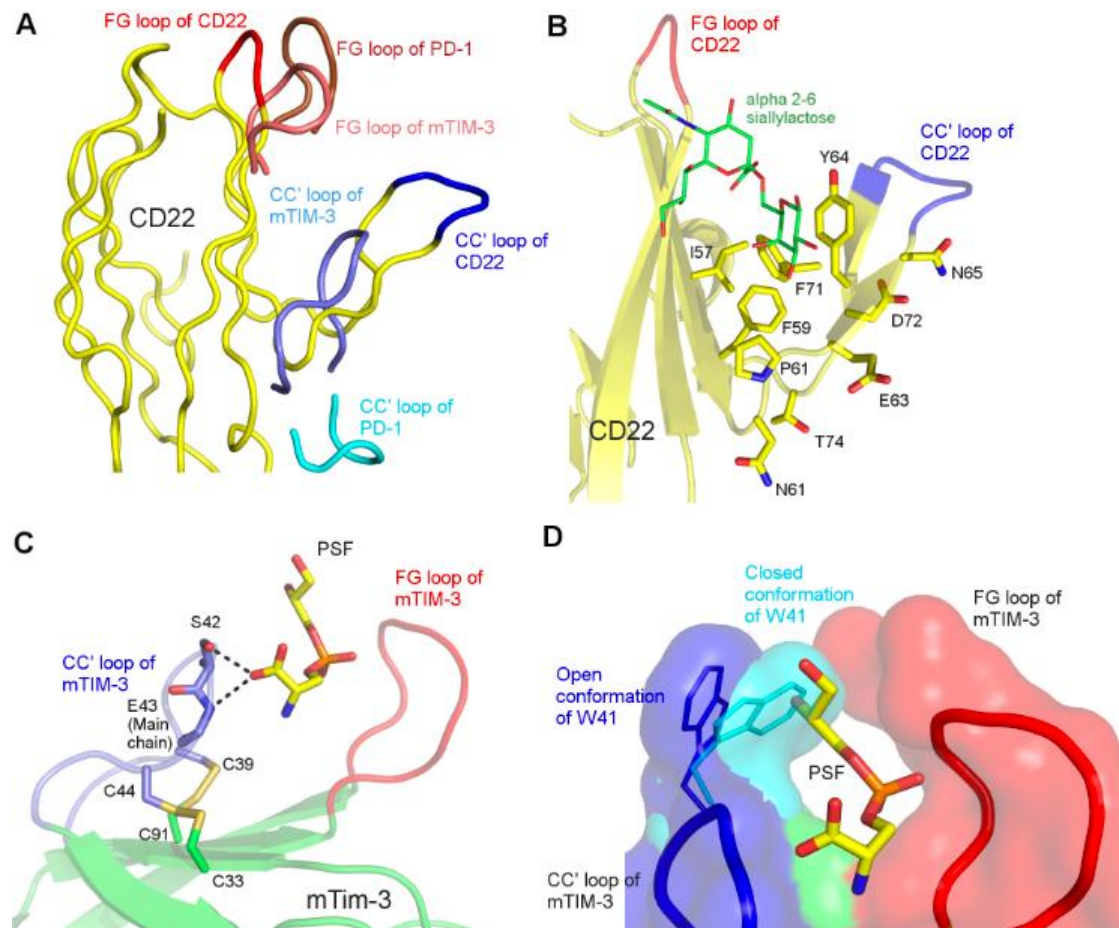 A
FG loop of CD22
FG loop of PD-1
FG loop of mTIM-3
CC' loop of
mTIM-3
CD22
CC' loop of
CD22
CC' loop of
PD-1
B
FG loop of
CD22
alpha 2-6
siallylactose
CC' loop of
CD22
Y64
I57
N65
F71
D72
F59
P61
E63
CD22
T74
N61
C
PSF
FG loop of
mTIM-3
S42
CC' loop of
mTIM-3
E43
(Main
chain)
C39
C44
C91
C33
mTim-3
D
Closed
conformation
of W41
FG loop of
mTIM-3
Open
conformation
of W41
PSF
CC' loop of
mTIM-3